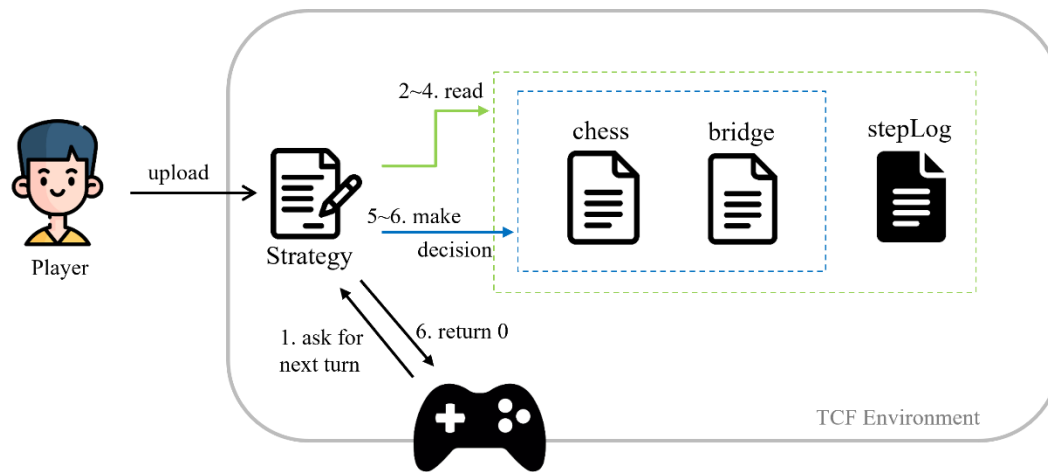 2~4. read
chess
bridge
stepLog
upload
5~6. make
decision
Strategy
Player
1. ask for
next turn
6. return 0
TCF Environment